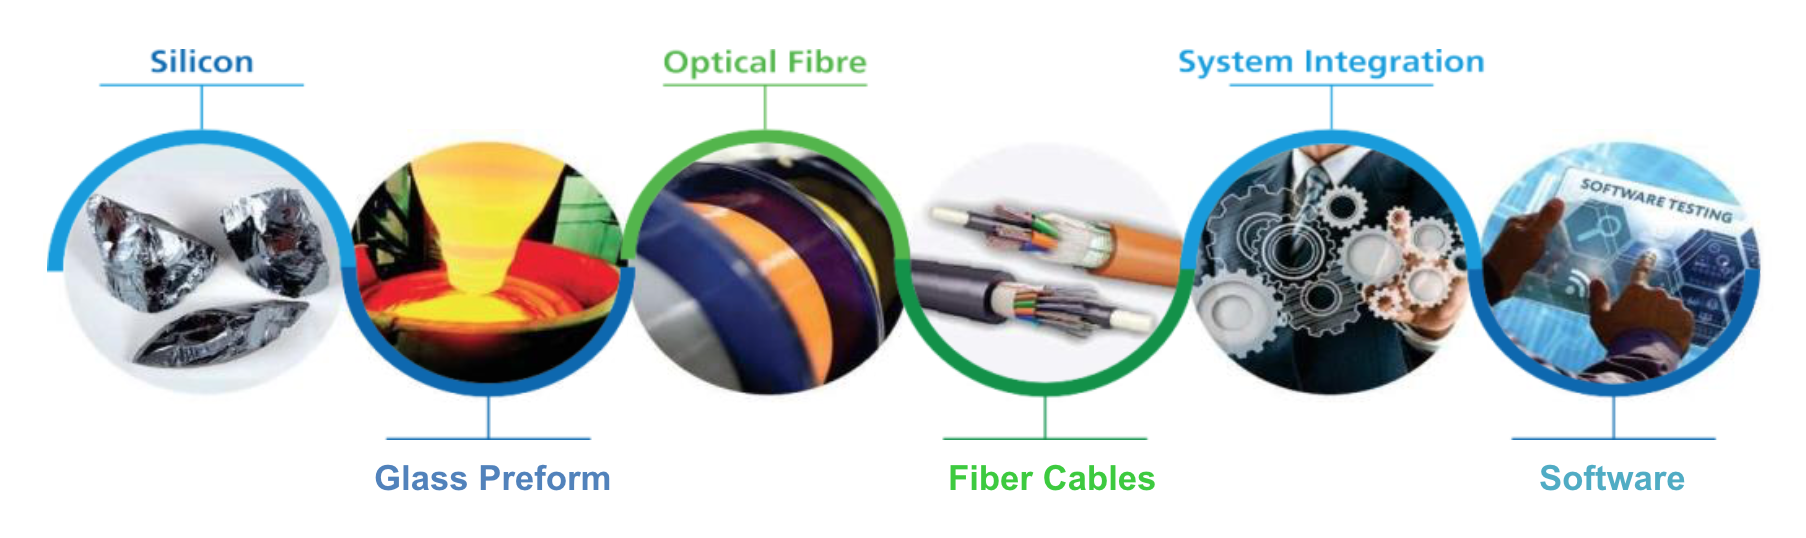 Silicon
Optical Fibre
System Integration
SOFTWARE TESTING
Glass Preform
Fiber Cables
Software